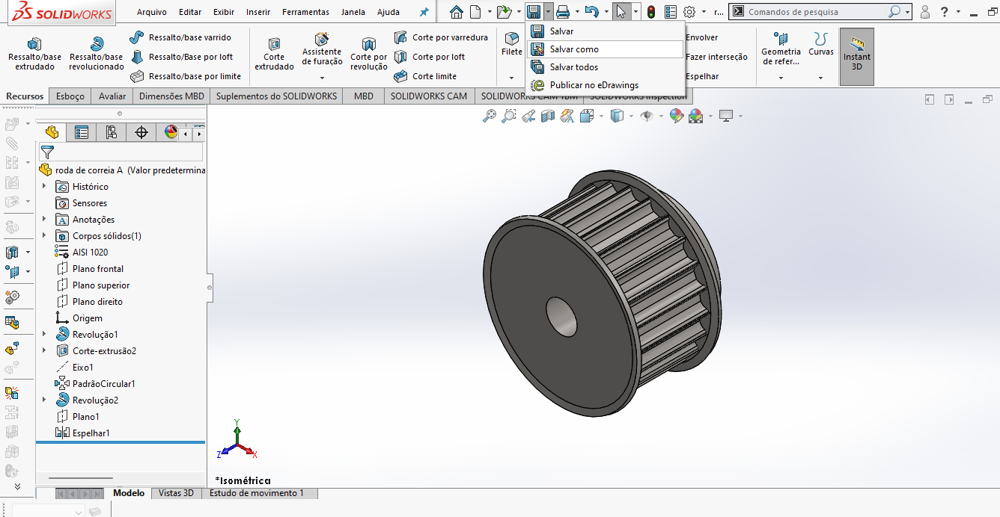 SOLIDWORKS
Arquivo Editar Exibir Inserir Ferramentas Janela Ajuda
r...
Comandos de pesquisa
?
Ressalto/base extrudado
Ressalto/base revolucionado
Ressalto/base varrido
Ressalto/Base por loft
Ressalto/base por limite
Corte extrudado
Assistente de furação
Corte por revolução
Corte por varredura
Corte por loft
Corte limite
Filete
Salvar
Salvar como
Salvar todos
Publicar no eDrawings
Envolver
Fazer interseção
Espelhar
Geometria de refer...
Curvas
Instant 3D
Recursos Esboço Avaliar Dimensões MBD Suplementos do SOLIDWORKS MBD SOLIDWORKS CAM SOLIDWORKS CAM TBM SOLIDWORKS Inspection
roda de correia A (Valor predetermina
Histórico
Sensores
Anotações
Corpos sólidos(1)
AISI 1020
Plano frontal
Plano superior
Plano direito
Origem
Revolução1
Corte-extrusão2
Eixo1
PadrãoCircular1
Revolução2
Plano1
Espelhar1
Y
Z
X
*Isométrica
Modelo Vistas 3D Estudo de movimento 1